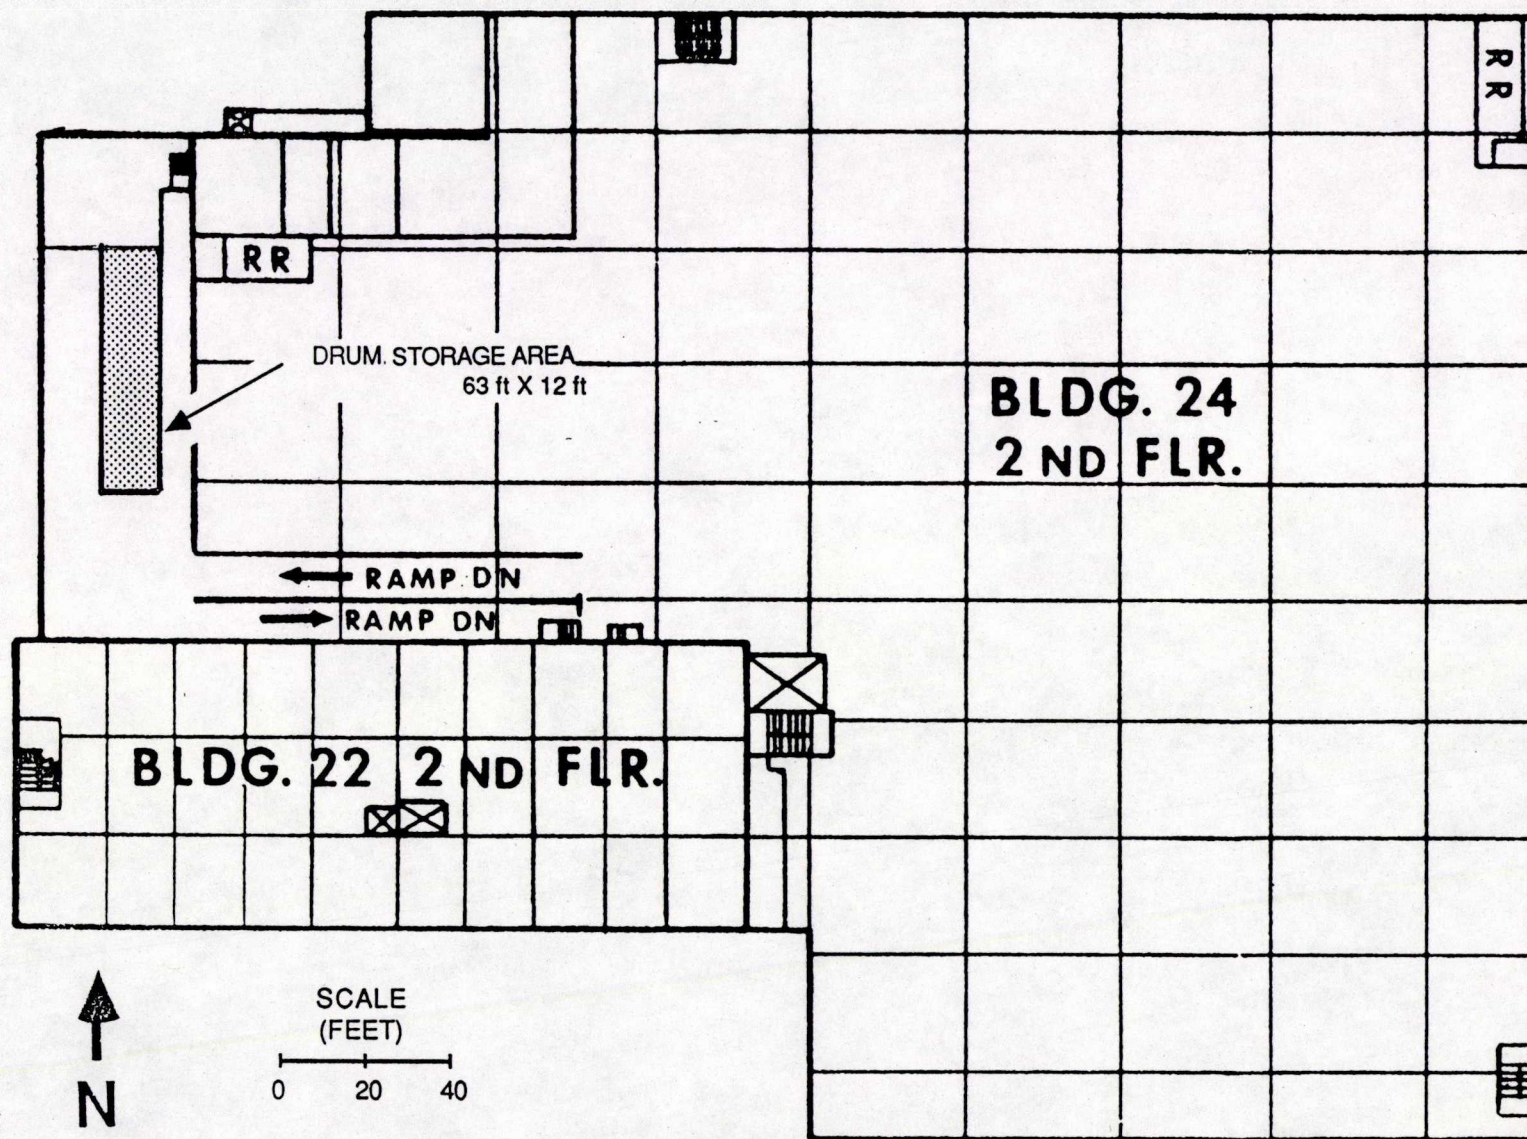 RR
RR
DRUM. STORAGE AREA
63 ft X 12 ft
BLDG. 24
2 ND FLR.
RAMP DN
RAMP DN
BLDG. 22 2 ND FLR.
SCALE
(FEET)
0 20 40
N